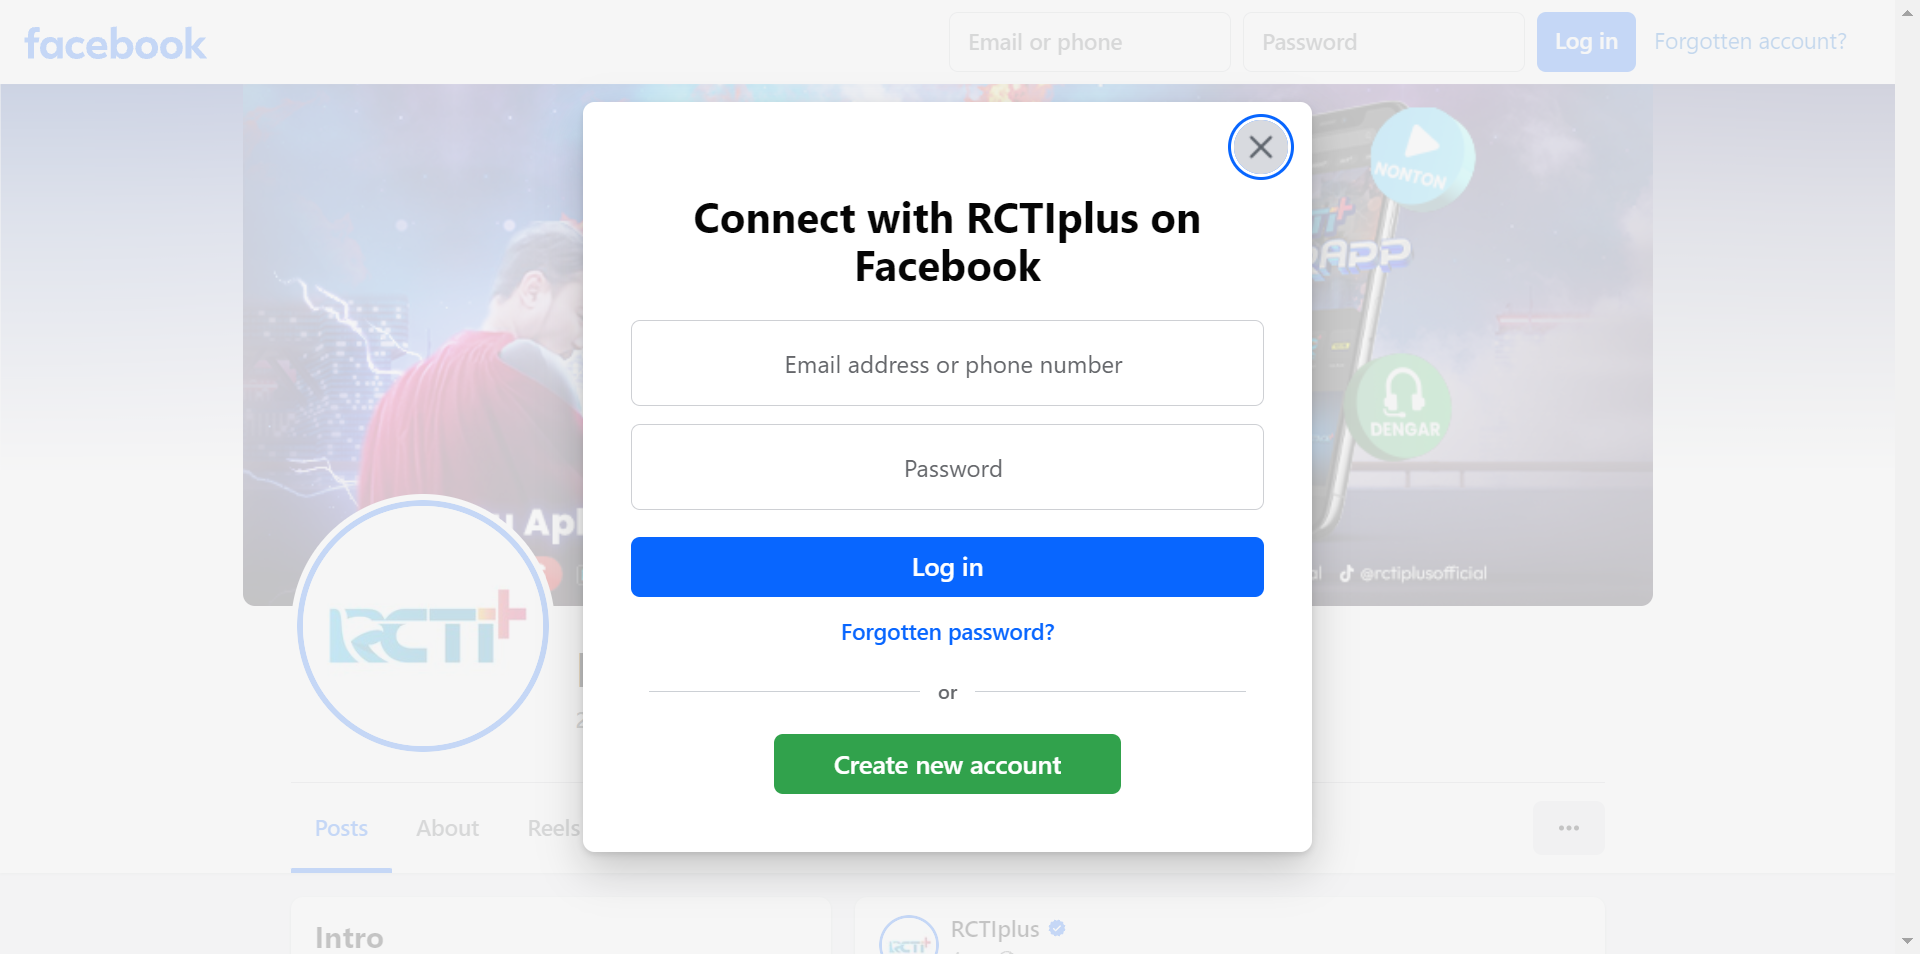 facebook
Email or phone
Password
Log in
Forgotten account?
NONTON
APP
DENGAR
Connect with RCTIplus on
Facebook
Email address or phone number
Password
Log in
Forgotten password?
or
Create new account
@rctiplusofficial
RCTI+
Posts
About
Reels
Intro
RCTI+
RCTIplus